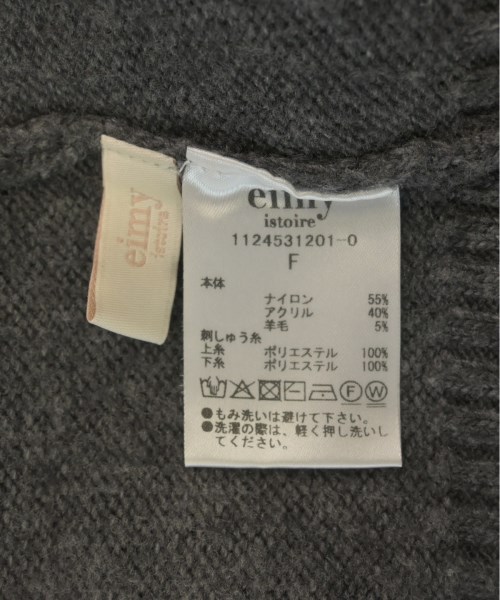 eimy
istoire
eimy
istoire
1124531201-0
F
本体
ナイロン 55%
アクリル 40%
羊毛 5%
刺しゅう糸
上糸 ポリエステル 100%
下糸 ポリエステル 100%
F W
●もみ洗いは避けて下さい。
●洗濯の際は、軽く押し洗いし
てください。